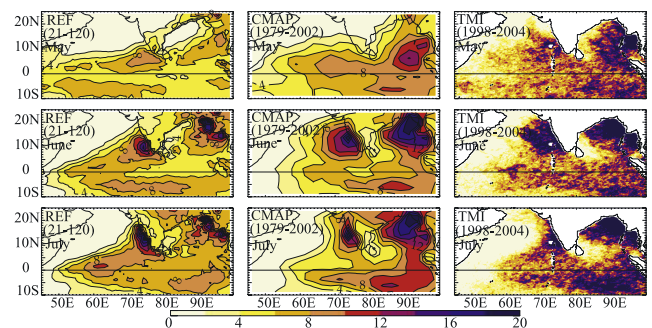 REF
(21-120)
May
CMAP
(1979-2002)
May
TMI
(1998-2004)
May
20N
10N
0
10S
REF
(21-120)
June
CMAP
(1979-2002)
June
TMI
(1998-2004)
June
20N
10N
0
10S
REF
(21-120)
July
CMAP
(1979-2002)
July
TMI
(1998-2004)
July
20N
10N
0
10S
50E 60E 70E 80E 90E 50E 60E 70E 80E 90E 50E 60E 70E 80E 90E
0 4 8 12 16 20